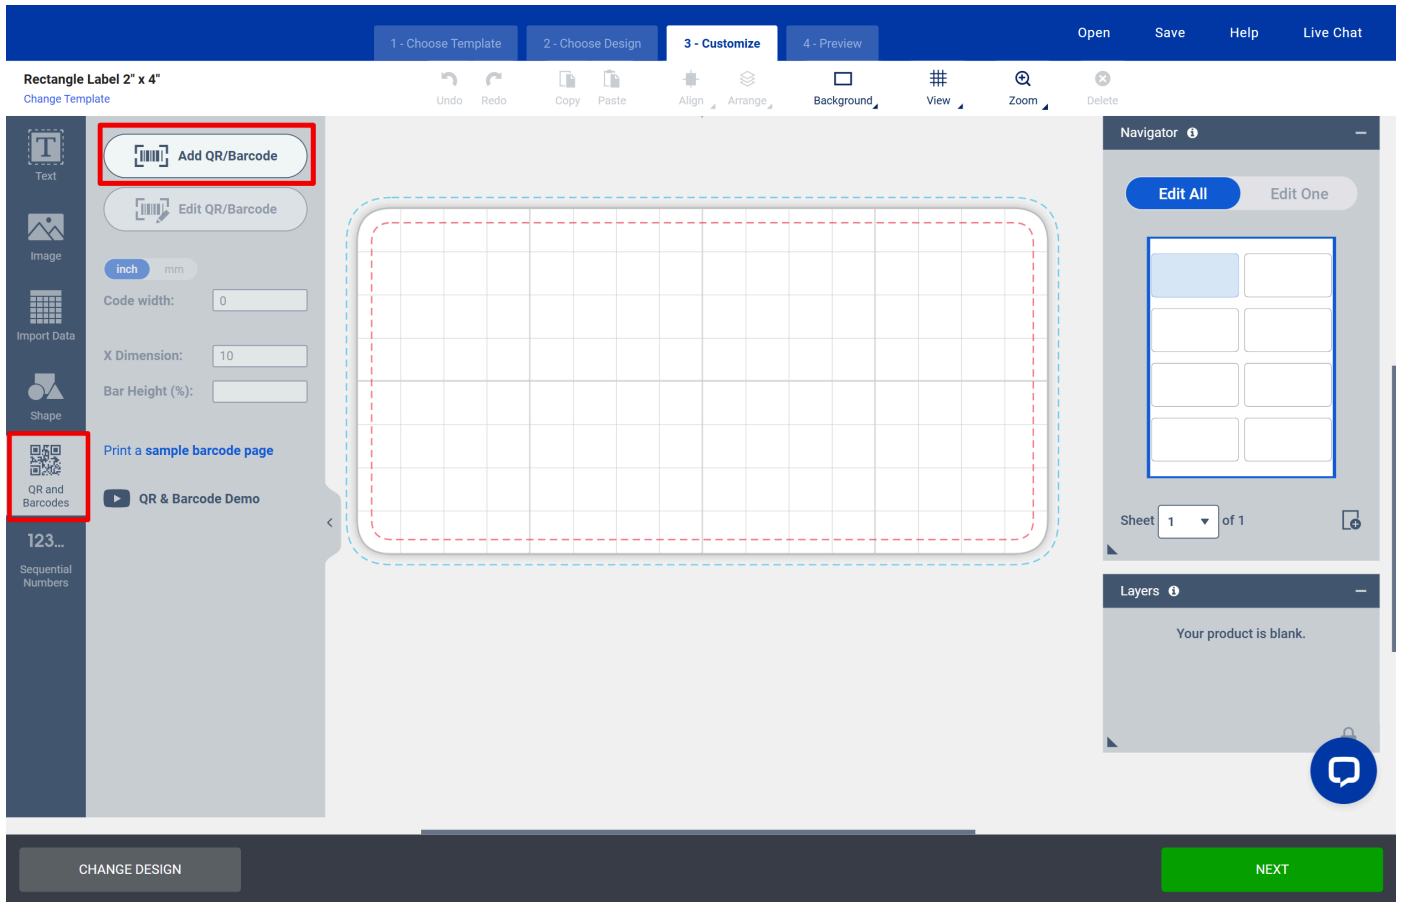 1 - Choose Template
2 - Choose Design
3 - Customize
4 - Preview
Open
Save
Help
Live Chat
Rectangle Label 2" x 4"
Change Template
Undo
Redo
Copy
Paste
Align
Arrange
Background
View
Zoom
Delete
Text
Image
Import Data
Shape
QR and
Barcodes
123...
Sequential
Numbers
Add QR/Barcode
Edit QR/Barcode
inch
mm
Code width:
0
X Dimension:
10
Bar Height (%):
Print a sample barcode page
QR & Barcode Demo
Navigator
Edit All
Edit One
Sheet 1 of 1
Layers
Your product is blank.
CHANGE DESIGN
NEXT